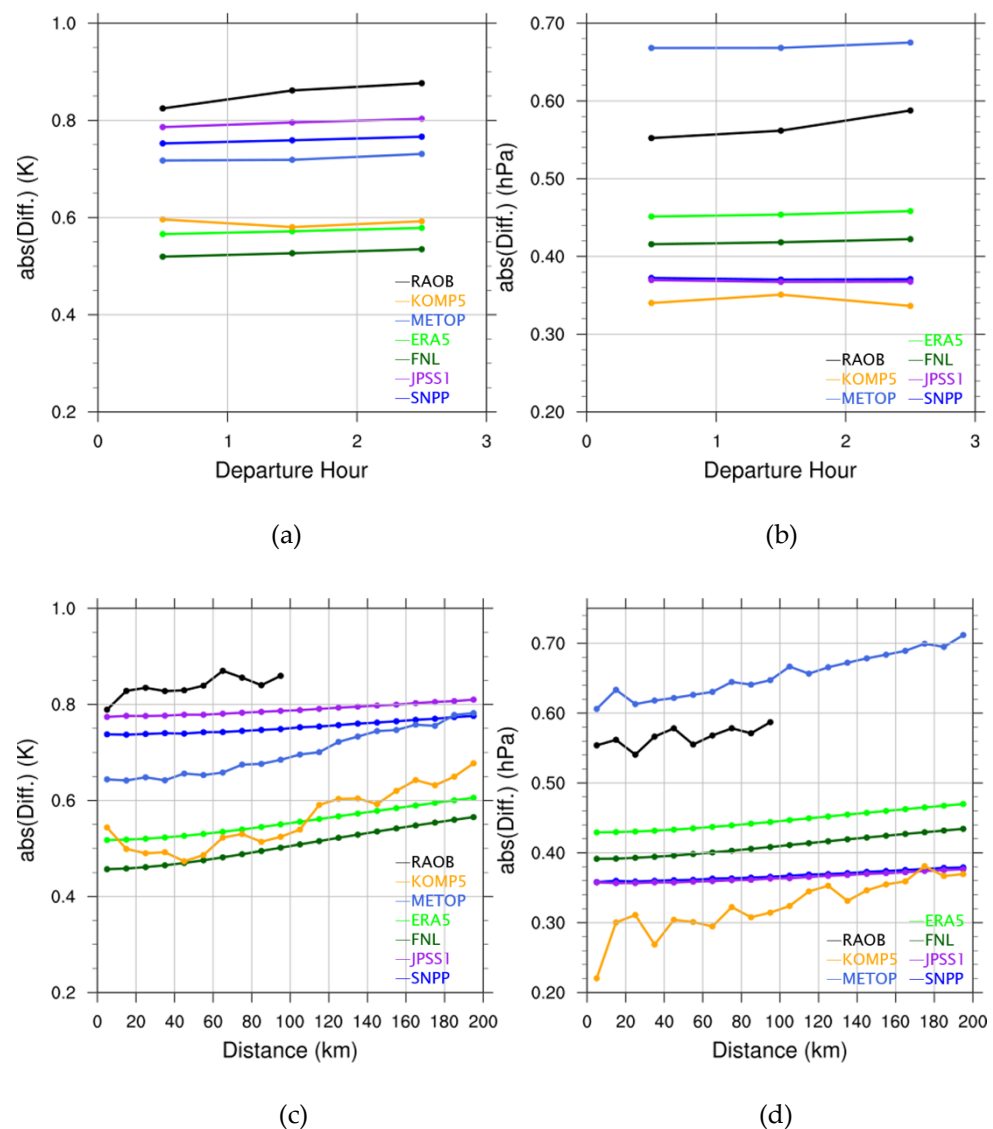 1.0
0.8
0.6
0.4
0.2
abs(Diff.) (K)
0
1
2
3
Departure Hour
RAOB
KOMP5
METOP
ERA5
FNL
JPSS1
SNPP
(a)
0.70
0.60
0.50
0.40
0.30
0.20
abs(Diff.) (hPa)
0
1
2
3
Departure Hour
RAOB
KOMP5
METOP
ERA5
FNL
JPSS1
SNPP
(b)
1.0
0.8
0.6
0.4
0.2
abs(Diff.) (K)
0 20 40 60 80 100 120 140 160 180 200
Distance (km)
RAOB
KOMP5
METOP
ERA5
FNL
JPSS1
SNPP
(c)
0.70
0.60
0.50
0.40
0.30
0.20
abs(Diff.) (hPa)
0 20 40 60 80 100 120 140 160 180 200
Distance (km)
RAOB
KOMP5
METOP
ERA5
FNL
JPSS1
SNPP
(d)